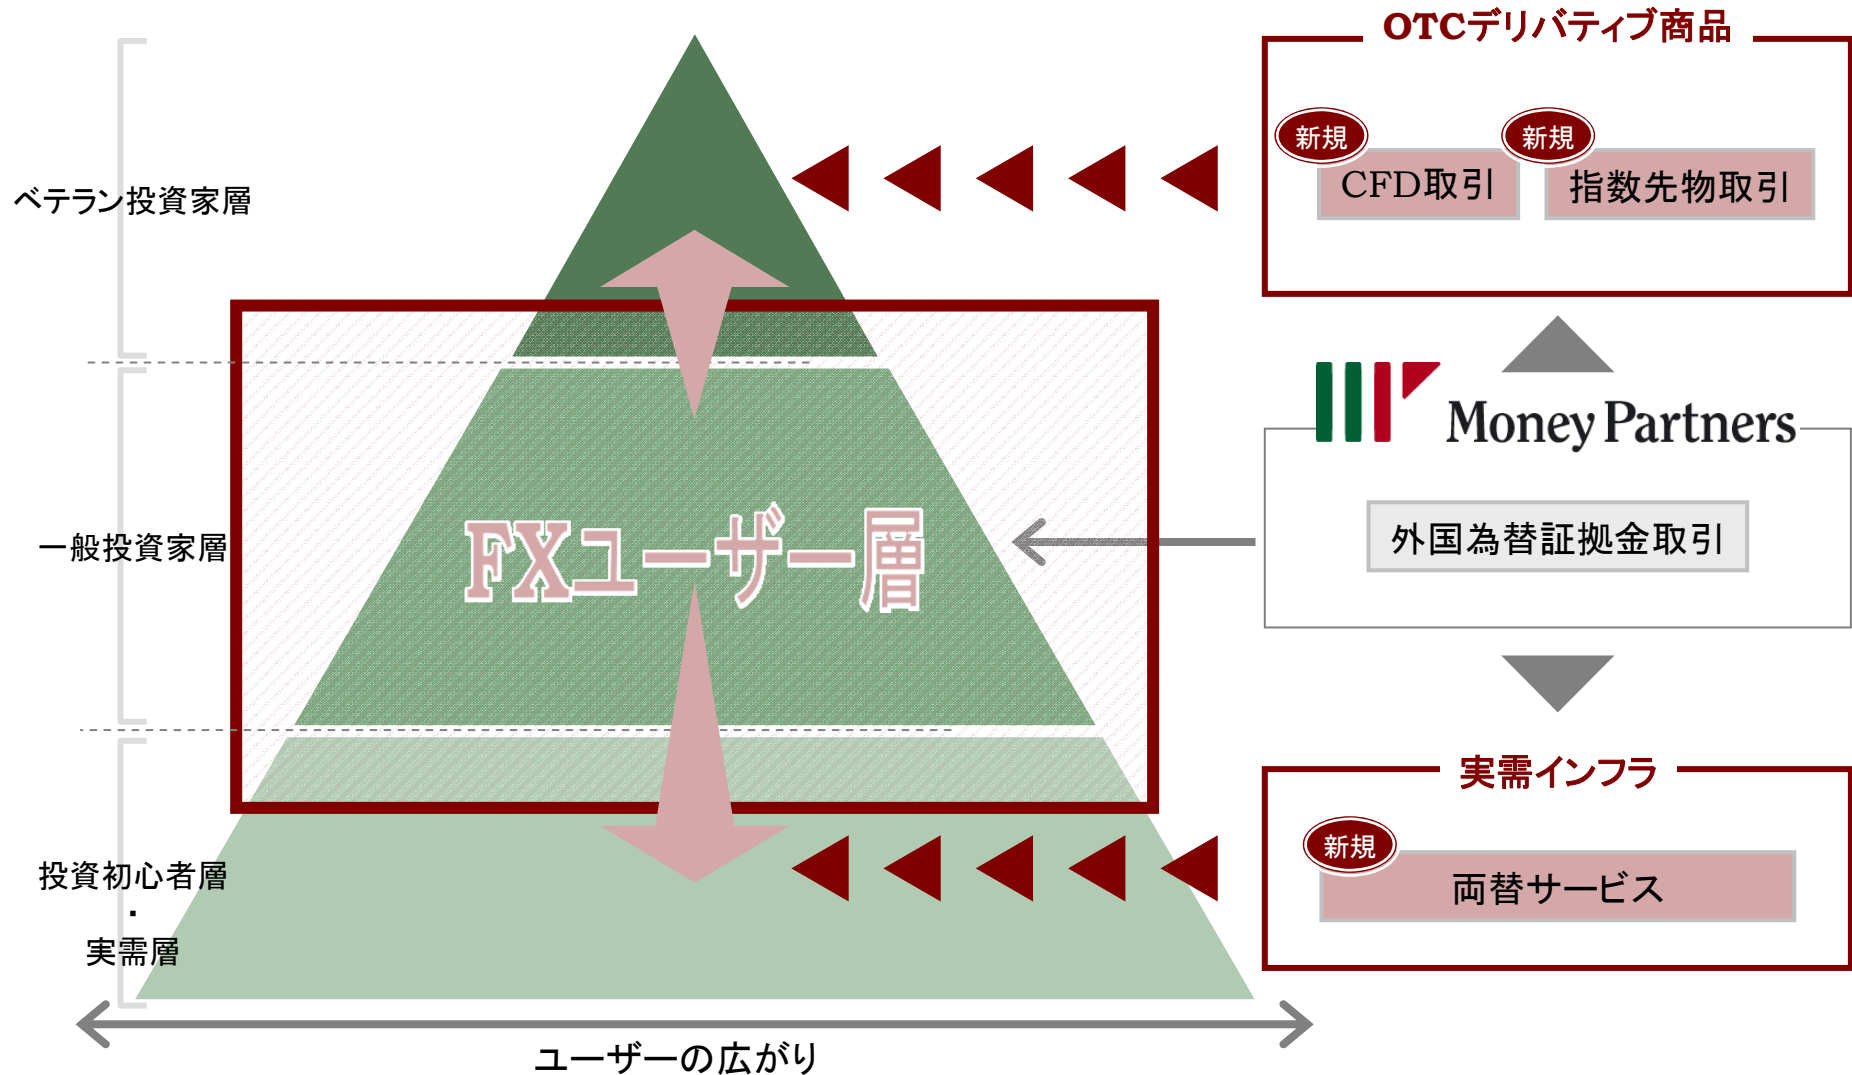 OTCデリバティブ商品
新規
新規
CFD取引
指数先物取引
ベテラン投資家層
Money Partners
外国為替証拠金取引
一般投資家層
FXユーザー層
実需インフラ
新規
両替サービス
投資初心者層
・
実需層
ユーザーの広がり